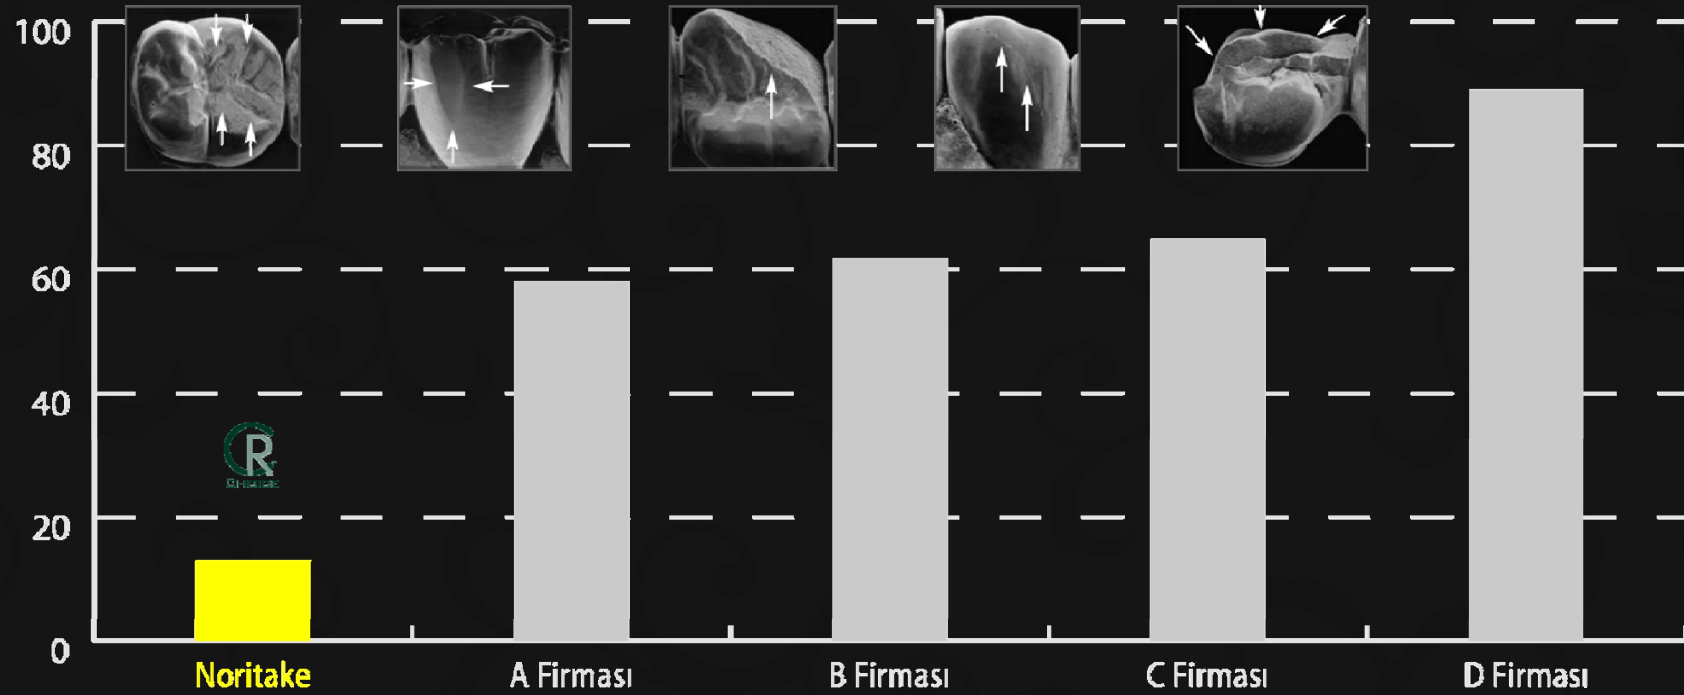 100
80
60
40
20
0
R
Noritake
A Firması
B Firması
C Firması
D Firması